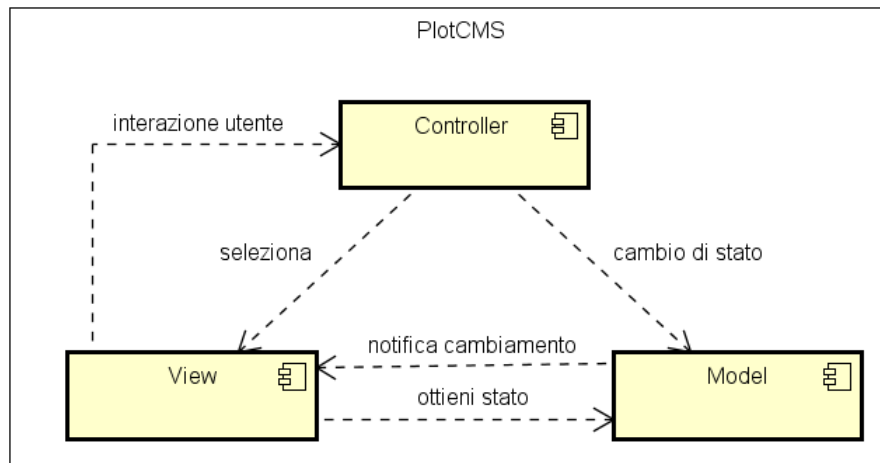 PlotCMS
interazione utente
Controller
seleziona
cambio di stato
notifica cambiamento
View
Model
ottieni stato